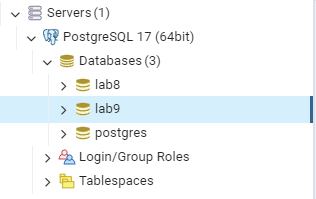 Servers (1)
PostgreSQL 17 (64bit)
Databases (3)
lab8
lab9
postgres
Login/Group Roles
Tablespaces